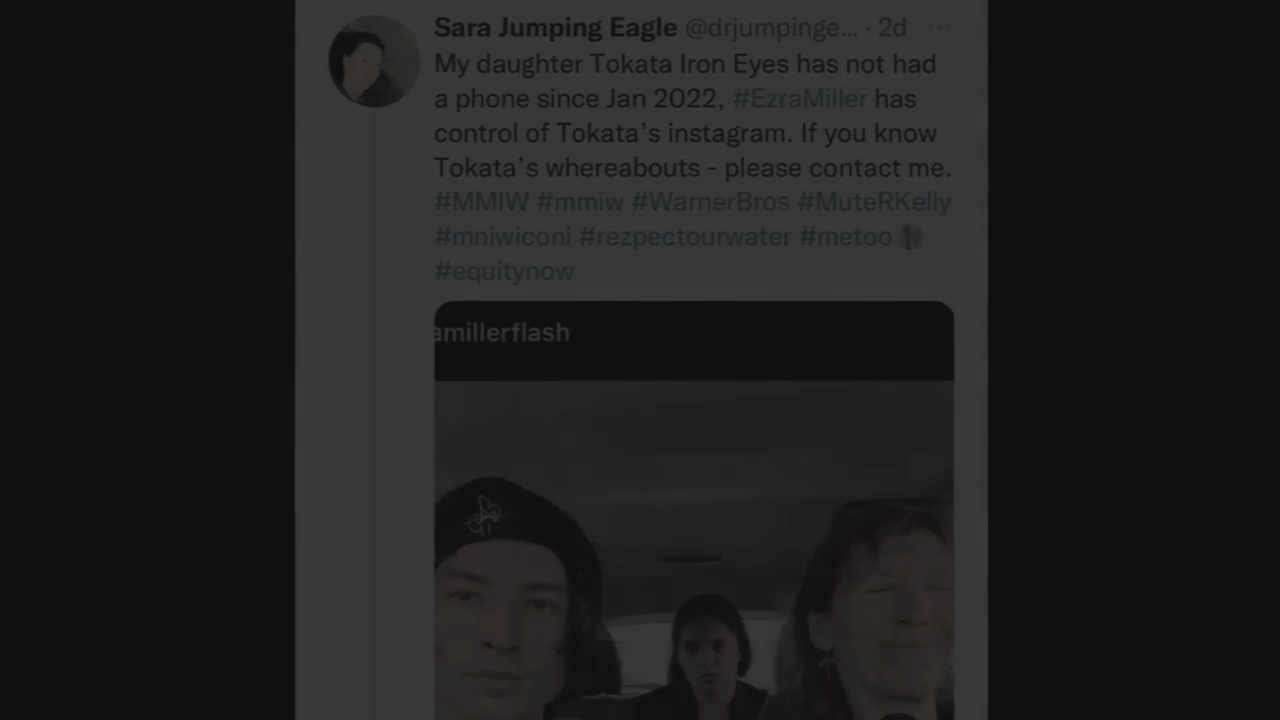 Sara Jumping Eagle @drjumpinge... · 2d ...
My daughter Tokata Iron Eyes has not had
a phone since Jan 2022, #EzraMiller has
control of Tokata's instagram. If you know
Tokata's whereabouts - please contact me.
#MMIW #mmiw #WarnerBros #MuteRKelly
#mniwiconi #rezpectourwater #metoo
#equitynow
amillerflash